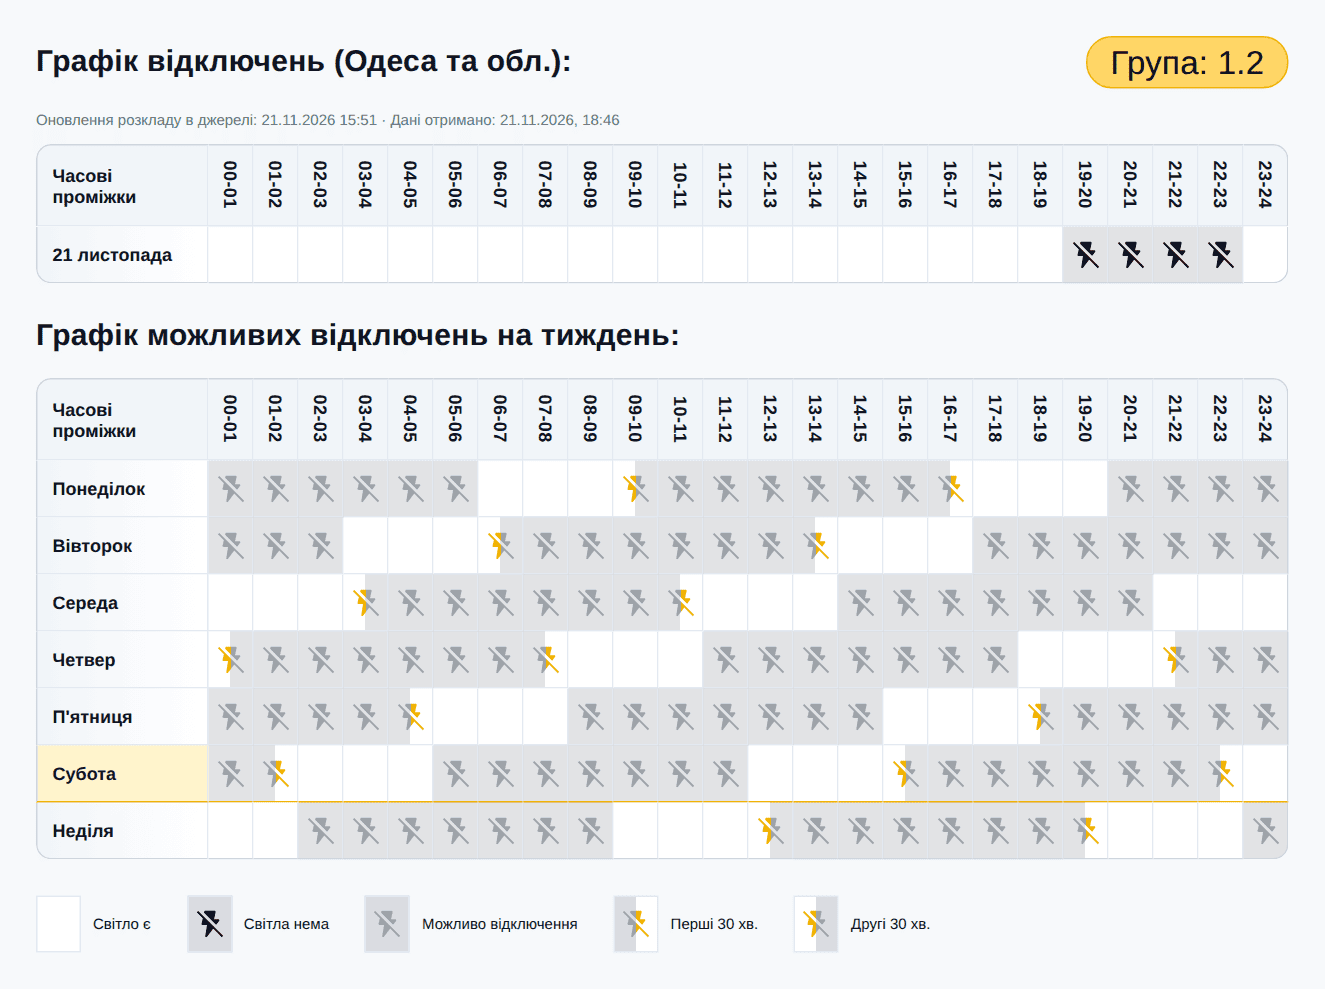 Графік відключень (Одеса та обл.):
Група: 1.2
Оновлення розкладу в джерелі: 21.11.2026 15:51 · Дані отримано: 21.11.2026, 18:46
Часові
проміжки
00-01 01-02 02-03 03-04 04-05 05-06 06-07 07-08 08-09 09-10 10-11 11-12 12-13 13-14 14-15 15-16 16-17 17-18 18-19 19-20 20-21 21-22 22-23 23-24
21 листопада
Графік можливих відключень на тиждень:
Часові
проміжки
00-01 01-02 02-03 03-04 04-05 05-06 06-07 07-08 08-09 09-10 10-11 11-12 12-13 13-14 14-15 15-16 16-17 17-18 18-19 19-20 20-21 21-22 22-23 23-24
Понеділок
Вівторок
Середа
Четвер
П'ятниця
Субота
Неділя
Світло є
Світла нема
Можливо відключення
Перші 30 хв.
Другі 30 хв.